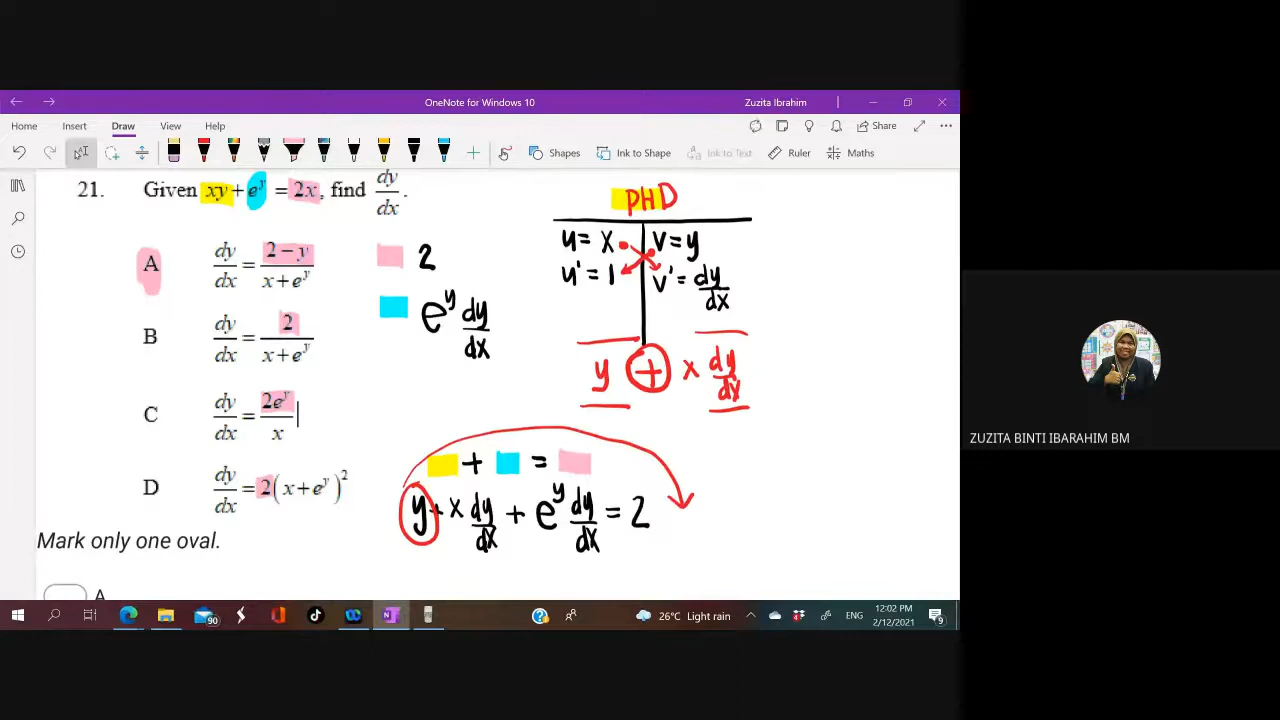 OneNote for Windows 10
Zuzita Ibrahim
Home Insert Draw View Help
Share
Shapes Ink to Shape Ink to Text Ruler Maths
21. Given xy + e^y = 2x, find dy/dx.
A dy/dx = (2 − y)/(x + e^y)
B dy/dx = 2/(x + e^y)
C dy/dx = 2e^y/x
D dy/dx = 2(x + e^y)^2
Mark only one oval.
A
2
e^y dy/dx
PHD
u = x v = y
u' = 1 v' = dy/dx
y + x dy/dx
+ =
y + x dy/dx + e^y dy/dx = 2
ZUZITA BINTI IBARAHIM BM
90
26°C Light rain
ENG
12:02 PM
2/12/2021
9